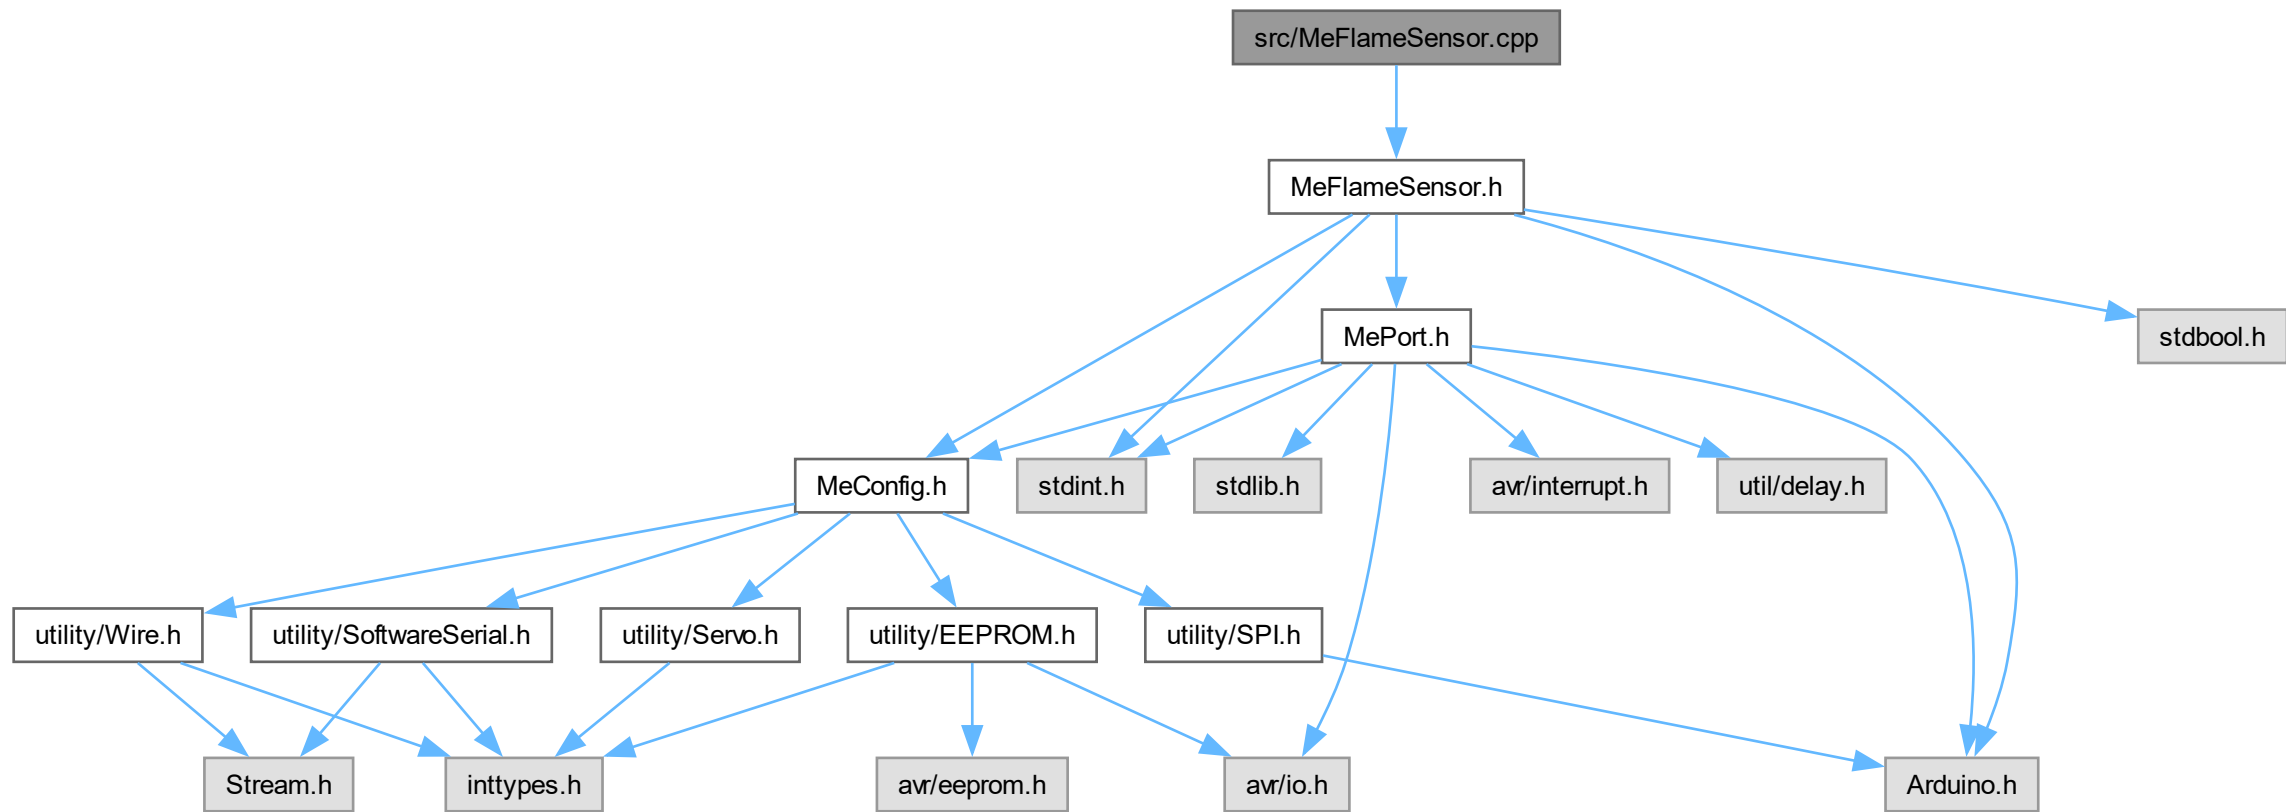 src/MeFlameSensor.cpp
MeFlameSensor.h
MePort.h
stdbool.h
MeConfig.h
stdint.h
stdlib.h
avr/interrupt.h
util/delay.h
utility/Wire.h
utility/SoftwareSerial.h
utility/Servo.h
utility/EEPROM.h
utility/SPI.h
Stream.h
inttypes.h
avr/eeprom.h
avr/io.h
Arduino.h